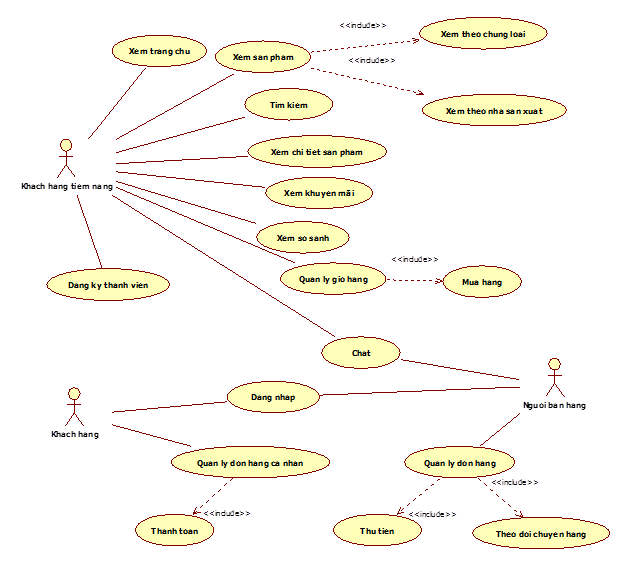 <<include>>
Xem theo chung loai
Xem trang chu
Xem san pham
<<include>>
Tim kiem
Xem theo nha san xuat
Xem chi tiet san pham
Khach hang tiem nang
Xem khuyen mãi
Xem so sanh
<<include>>
Dang ky thanh vien
Quan ly gio hang
Mua hang
Chat
Dang nhap
Nguoi ban hang
Khach hang
Quan ly don hang ca nhan
Quan ly don hang
<<include>>
<<include>>
<<include>>
Thanh toan
Thu tien
Theo doi chuyen hang